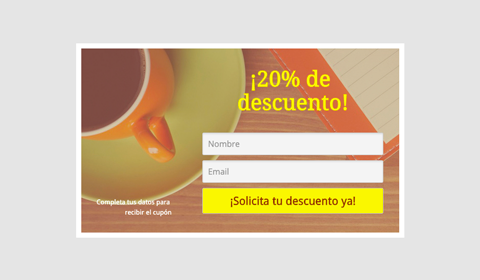 ¡20% de
descuento!
Nombre
Email
¡Solicita tu descuento ya!
Completa tus datos para
recibir el cupón